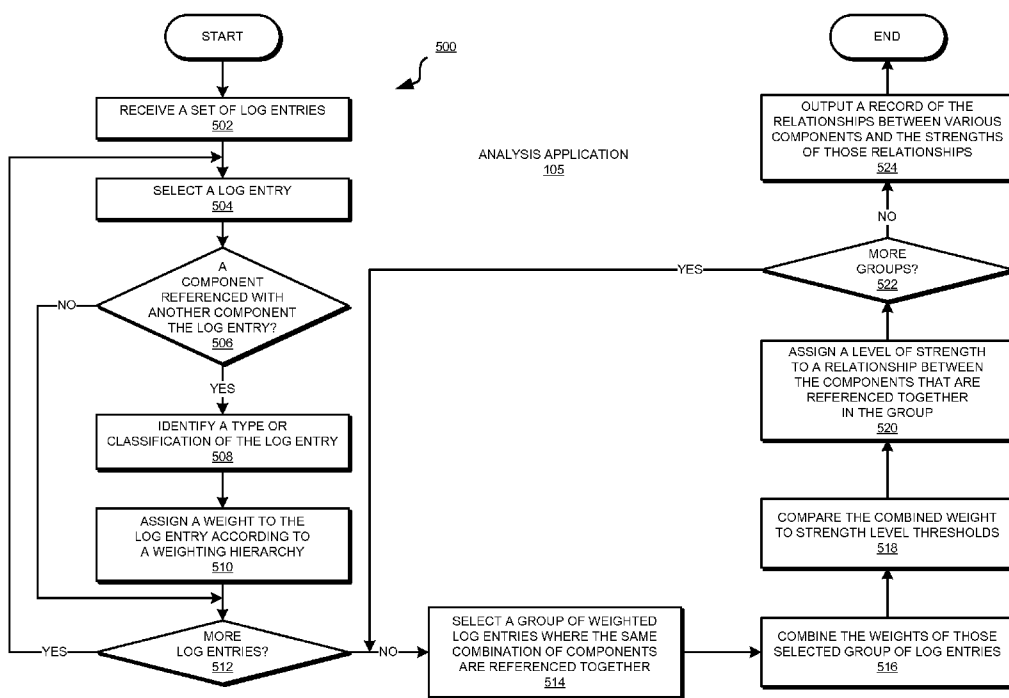 START
500
RECEIVE A SET OF LOG ENTRIES
502
SELECT A LOG ENTRY
504
A
COMPONENT
REFERENCED WITH
ANOTHER COMPONENT
THE LOG ENTRY?
506
NO
YES
IDENTIFY A TYPE OR
CLASSIFICATION OF THE LOG ENTRY
508
ASSIGN A WEIGHT TO THE
LOG ENTRY ACCORDING TO
A WEIGHTING HIERARCHY
510
MORE
LOG ENTRIES?
512
YES
NO
SELECT A GROUP OF WEIGHTED
LOG ENTRIES WHERE THE SAME
COMBINATION OF COMPONENTS
ARE REFERENCED TOGETHER
514
COMBINE THE WEIGHTS OF THOSE
SELECTED GROUP OF LOG ENTRIES
516
COMPARE THE COMBINED WEIGHT
TO STRENGTH LEVEL THRESHOLDS
518
ASSIGN A LEVEL OF STRENGTH
TO A RELATIONSHIP BETWEEN
THE COMPONENTS THAT ARE
REFERENCED TOGETHER
IN THE GROUP
520
MORE
GROUPS?
522
YES
NO
OUTPUT A RECORD OF THE
RELATIONSHIPS BETWEEN VARIOUS
COMPONENTS AND THE STRENGTHS
OF THOSE RELATIONSHIPS
524
END
ANALYSIS APPLICATION
105